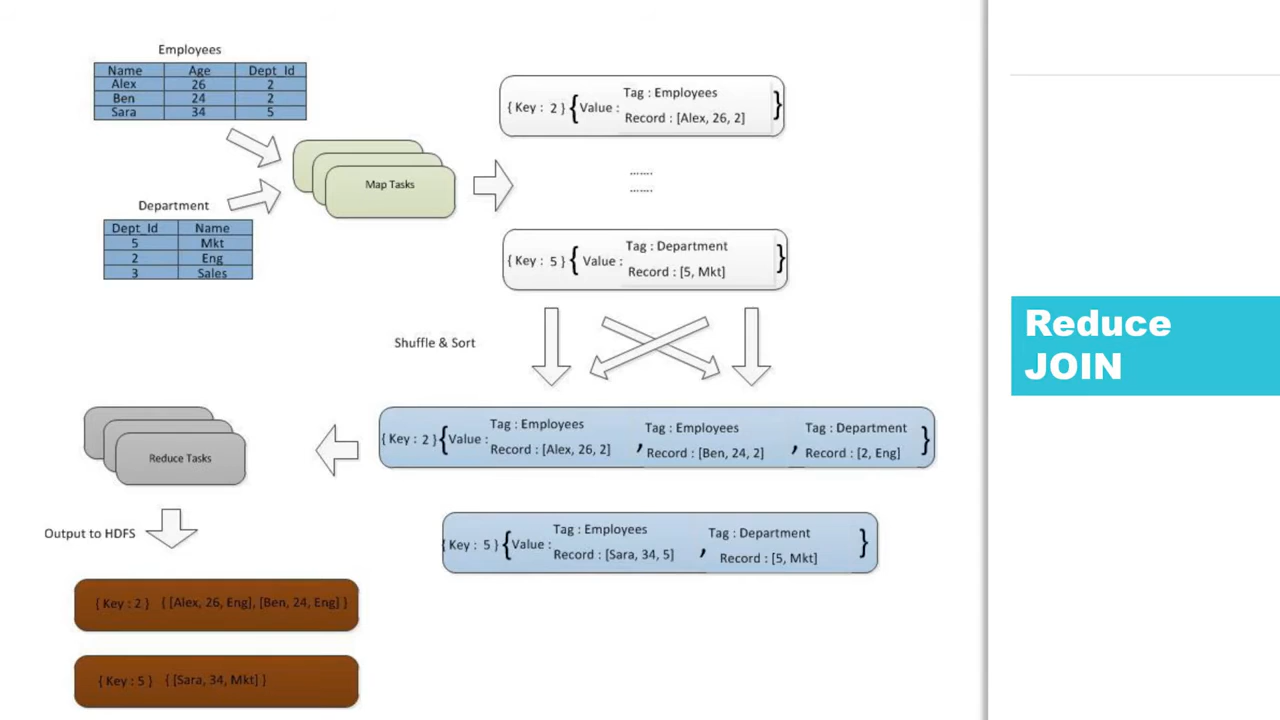 Employees
Name Age Dept_Id
Alex 26 2
Ben 24 2
Sara 34 5
Department
Dept_Id Name
5 Mkt
2 Eng
3 Sales
Map Tasks
{ Key : 2 } { Value : Tag : Employees
Record : [Alex, 26, 2] }
.......
.......
{ Key : 5 } { Value : Tag : Department
Record : [5, Mkt] }
Shuffle & Sort
{ Key : 2 } { Value : Tag : Employees
Record : [Alex, 26, 2]
, Tag : Employees
Record : [Ben, 24, 2]
, Tag : Department
Record : [2, Eng] }
{ Key : 5 } { Value : Tag : Employees
Record : [Sara, 34, 5]
, Tag : Department
Record : [5, Mkt] }
Reduce Tasks
Output to HDFS
{ Key : 2 } { [Alex, 26, Eng], [Ben, 24, Eng] }
{ Key : 5 } { [Sara, 34, Mkt] }
Reduce
JOIN